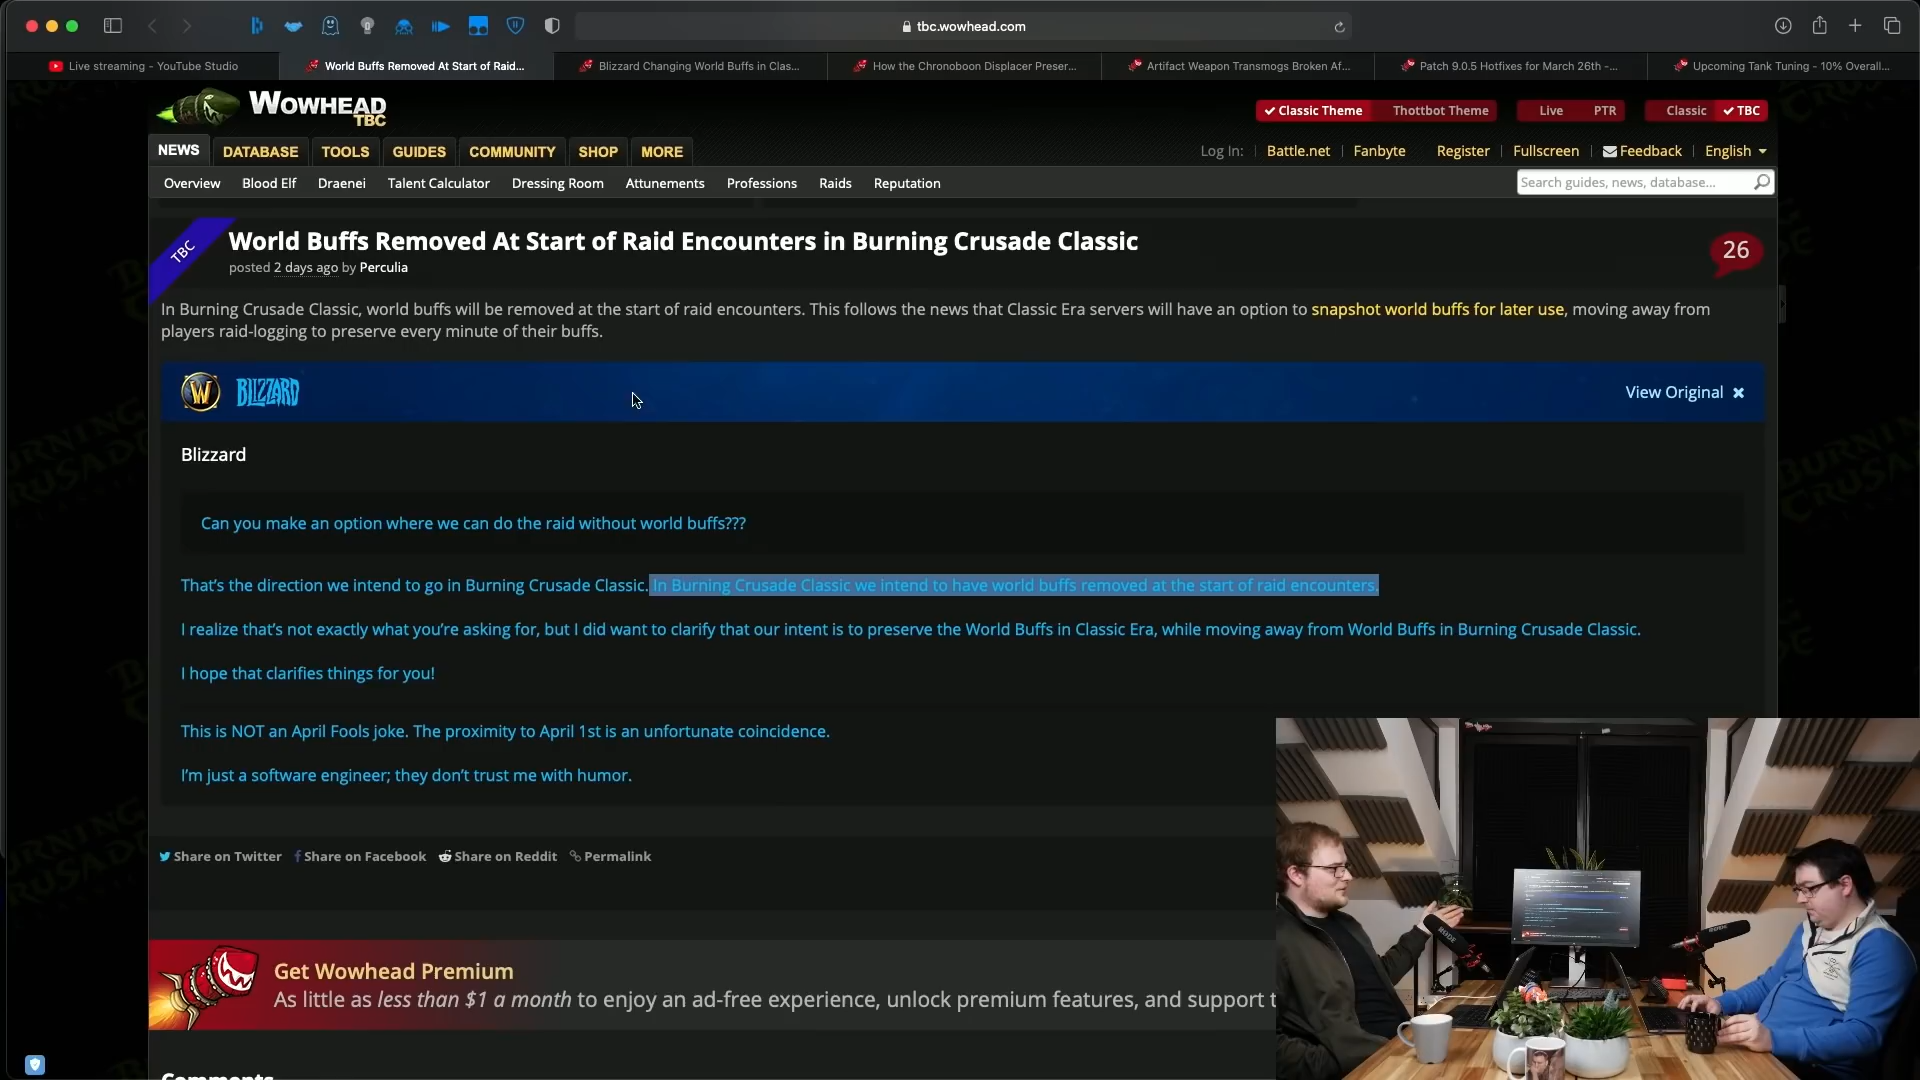 tbc.wowhead.com
Live streaming - YouTube Studio
World Buffs Removed At Start of Raid...
Blizzard Changing World Buffs in Clas...
How the Chronoboon Displacer Preser...
Artifact Weapon Transmogs Broken Af...
Patch 9.0.5 Hotfixes for March 26th -...
Upcoming Tank Tuning - 10% Overall...
WOWHEAD
TBC
Classic Theme Thottbot Theme Live PTR Classic TBC
NEWS DATABASE TOOLS GUIDES COMMUNITY SHOP MORE
Log In: Battle.net Fanbyte Register Fullscreen Feedback English
Overview Blood Elf Draenei Talent Calculator Dressing Room Attunements Professions Raids Reputation
Search guides, news, database...
TBC
World Buffs Removed At Start of Raid Encounters in Burning Crusade Classic
26
posted 2 days ago by Perculia
In Burning Crusade Classic, world buffs will be removed at the start of raid encounters. This follows the news that Classic Era servers will have an option to snapshot world buffs for later use, moving away from
players raid-logging to preserve every minute of their buffs.
W BLIZZARD
View Original
Blizzard
Can you make an option where we can do the raid without world buffs???
That's the direction we intend to go in Burning Crusade Classic. In Burning Crusade Classic we intend to have world buffs removed at the start of raid encounters.
I realize that's not exactly what you're asking for, but I did want to clarify that our intent is to preserve the World Buffs in Classic Era, while moving away from World Buffs in Burning Crusade Classic.
I hope that clarifies things for you!
This is NOT an April Fools joke. The proximity to April 1st is an unfortunate coincidence.
I'm just a software engineer; they don't trust me with humor.
Share on Twitter Share on Facebook Share on Reddit Permalink
Get Wowhead Premium
As little as less than $1 a month to enjoy an ad-free experience, unlock premium features, and support t
Comments
RODE
RODE